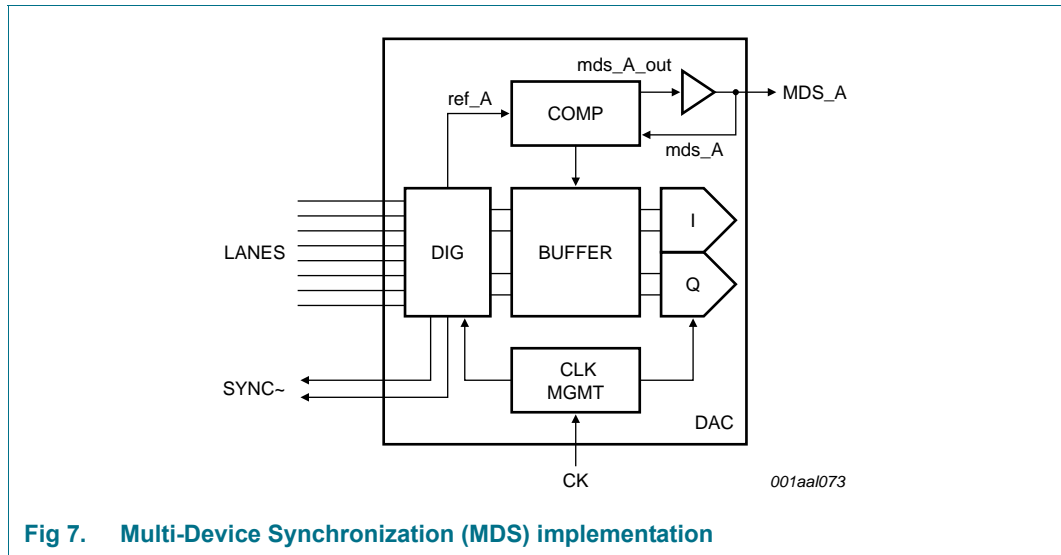 mds_A_out
MDS_A
ref_A
COMP
mds_A
LANES
DIG
BUFFER
I
Q
SYNC~
CLK
MGMT
DAC
CK
001aal073
Fig 7. Multi-Device Synchronization (MDS) implementation